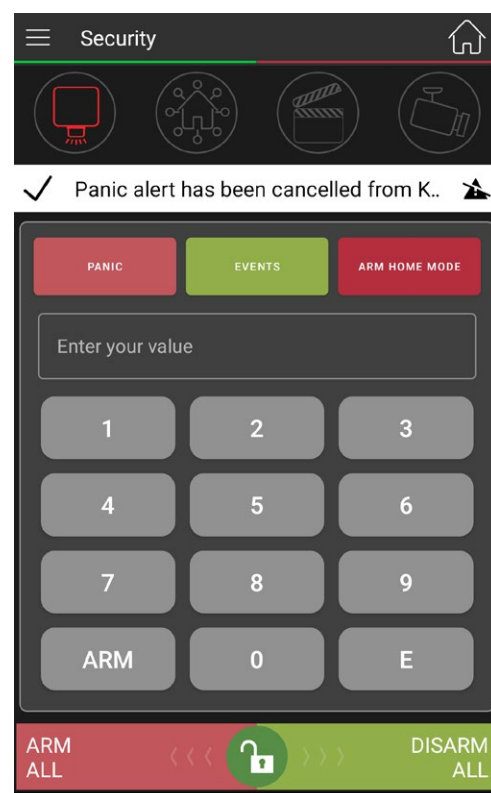 Security
Panic alert has been cancelled from K..
PANIC EVENTS ARM HOME MODE
Enter your value
1 2 3
4 5 6
7 8 9
ARM 0 E
ARM ALL DISARM ALL